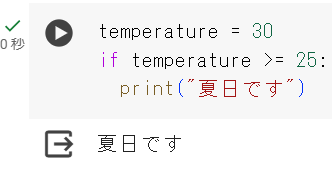 temperature = 30
if temperature >= 25:
  print("夏日です")
0 秒
夏日です